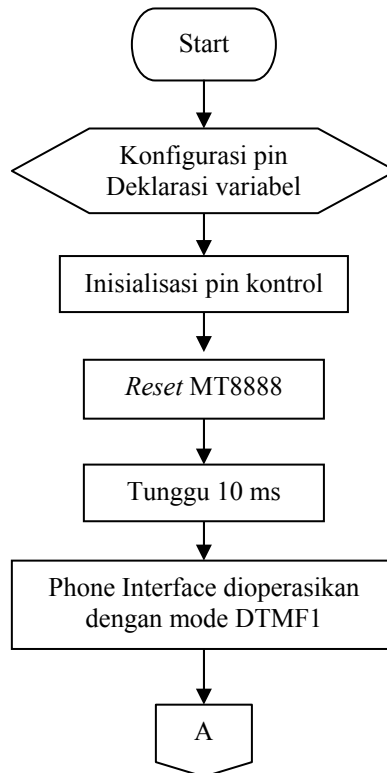 Start
Konfigurasi pin
Deklarasi variabel
Inisialisasi pin kontrol
Reset MT8888
Tunggu 10 ms
Phone Interface dioperasikan
dengan mode DTMF1
A